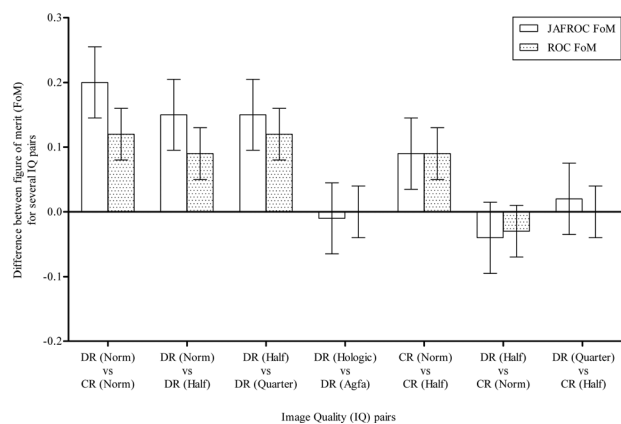 0.3
0.2
0.1
0.0
-0.1
-0.2
Difference between figure of merit (FoM)
for several IQ pairs
JAFROC FoM
ROC FoM
DR (Norm)
vs
CR (Norm)
DR (Norm)
vs
DR (Half)
DR (Half)
vs
DR (Quarter)
DR (Hologic)
vs
DR (Agfa)
CR (Norm)
vs
CR (Half)
DR (Half)
vs
CR (Norm)
DR (Quarter)
vs
CR (Half)
Image Quality (IQ) pairs